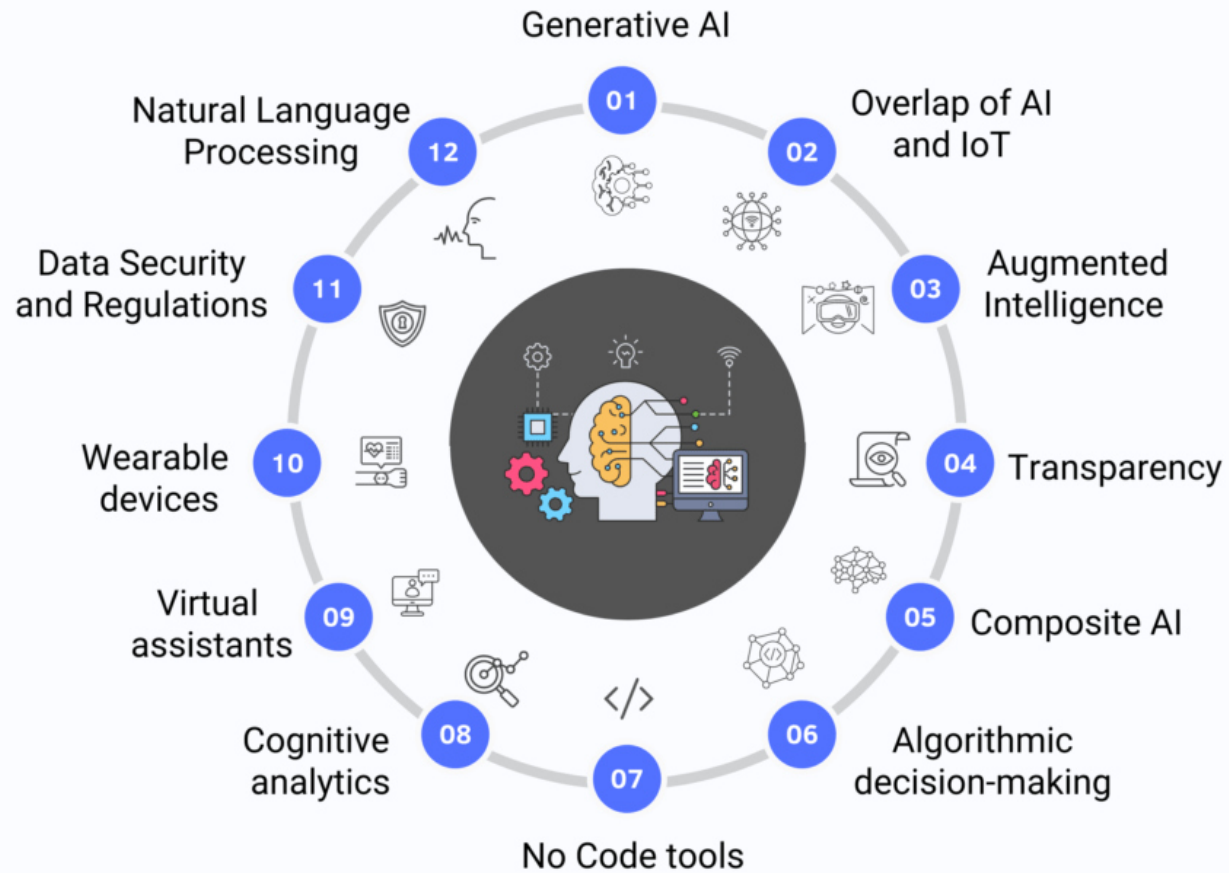 Generative AI
01
Overlap of AI
and IoT
02
Augmented
Intelligence
03
Transparency
04
Composite AI
05
Algorithmic
decision-making
06
No Code tools
07
Cognitive
analytics
08
Virtual
assistants
09
Wearable
devices
10
Data Security
and Regulations
11
Natural Language
Processing
12